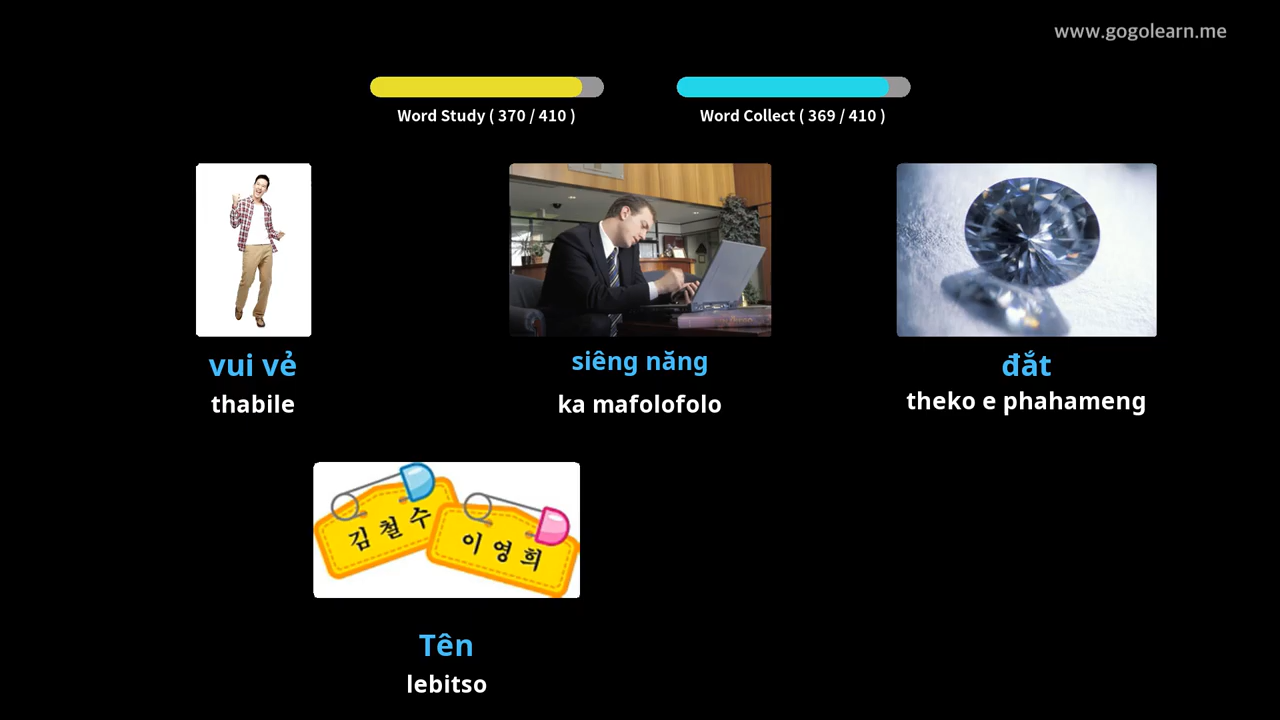 www.gogolearn.me
Word Study ( 370 / 410 )
Word Collect ( 369 / 410 )
vui vẻ
thabile
siêng năng
ka mafolofolo
đắt
theko e phahameng
김철수
이영희
Tên
lebitso